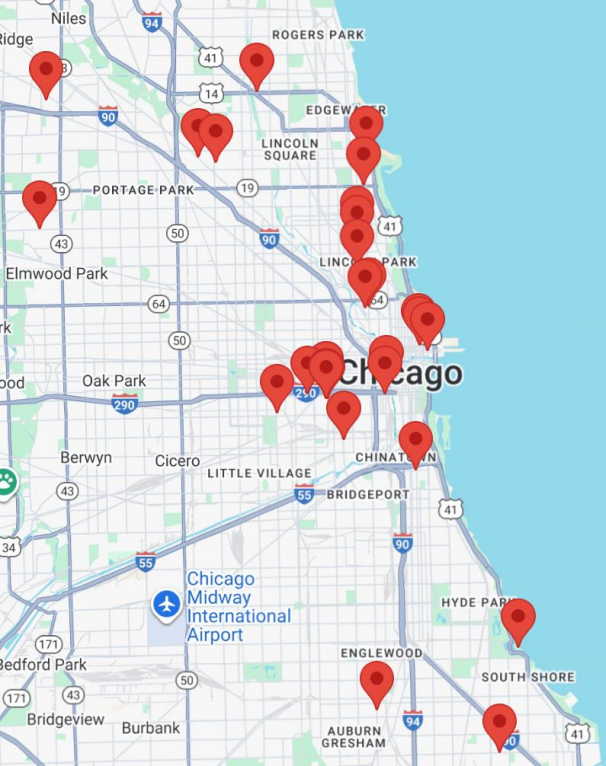 Niles
94
ROGERS PARK
Ridge
41
14
90
EDGEWATER
LINCOLN
SQUARE
PORTAGE PARK
19
50
90
41
43
Elmwood Park
LINCOLN PARK
64
64
50
Chicago
Oak Park
290
290
CHINATOWN
Berwyn
Cicero
LITTLE VILLAGE
43
55
BRIDGEPORT
41
34
90
55
Chicago
Midway
International
Airport
HYDE PARK
171
ENGLEWOOD
Bedford Park
50
SOUTH SHORE
171
43
Bridgeview
Burbank
94
AUBURN
GRESHAM
90
41